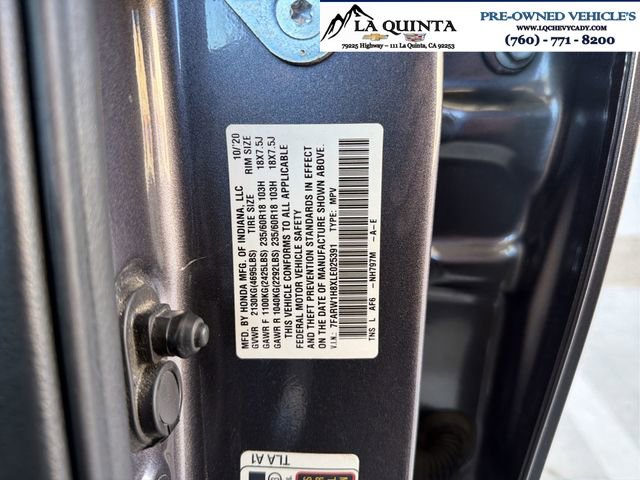 LA QUINTA
79225 Highway – 111 La Quinta, CA 92253
PRE-OWNED VEHICLE'S
WWW.LQCHEVYCADY.COM
(760) - 771 - 8200
MFD. BY HONDA MFG. OF INDIANA, LLC 10/'20
GVWR 2130KG(4695LBS) TIRE SIZE RIM SIZE
GAWR F 1100KG(2425LBS) 235/60R18 103H 18X7.5J
GAWR R 1040KG(2292LBS) 235/60R18 103H 18X7.5J
THIS VEHICLE CONFORMS TO ALL APPLICABLE
FEDERAL MOTOR VEHICLE SAFETY
AND THEFT PREVENTION STANDARDS IN EFFECT
ON THE DATE OF MANUFACTURE SHOWN ABOVE.
V.I.N.: 7FARW1H8XLE025391 TYPE: MPV
TNS L AF6 -NH797M -A-E
TLA A1